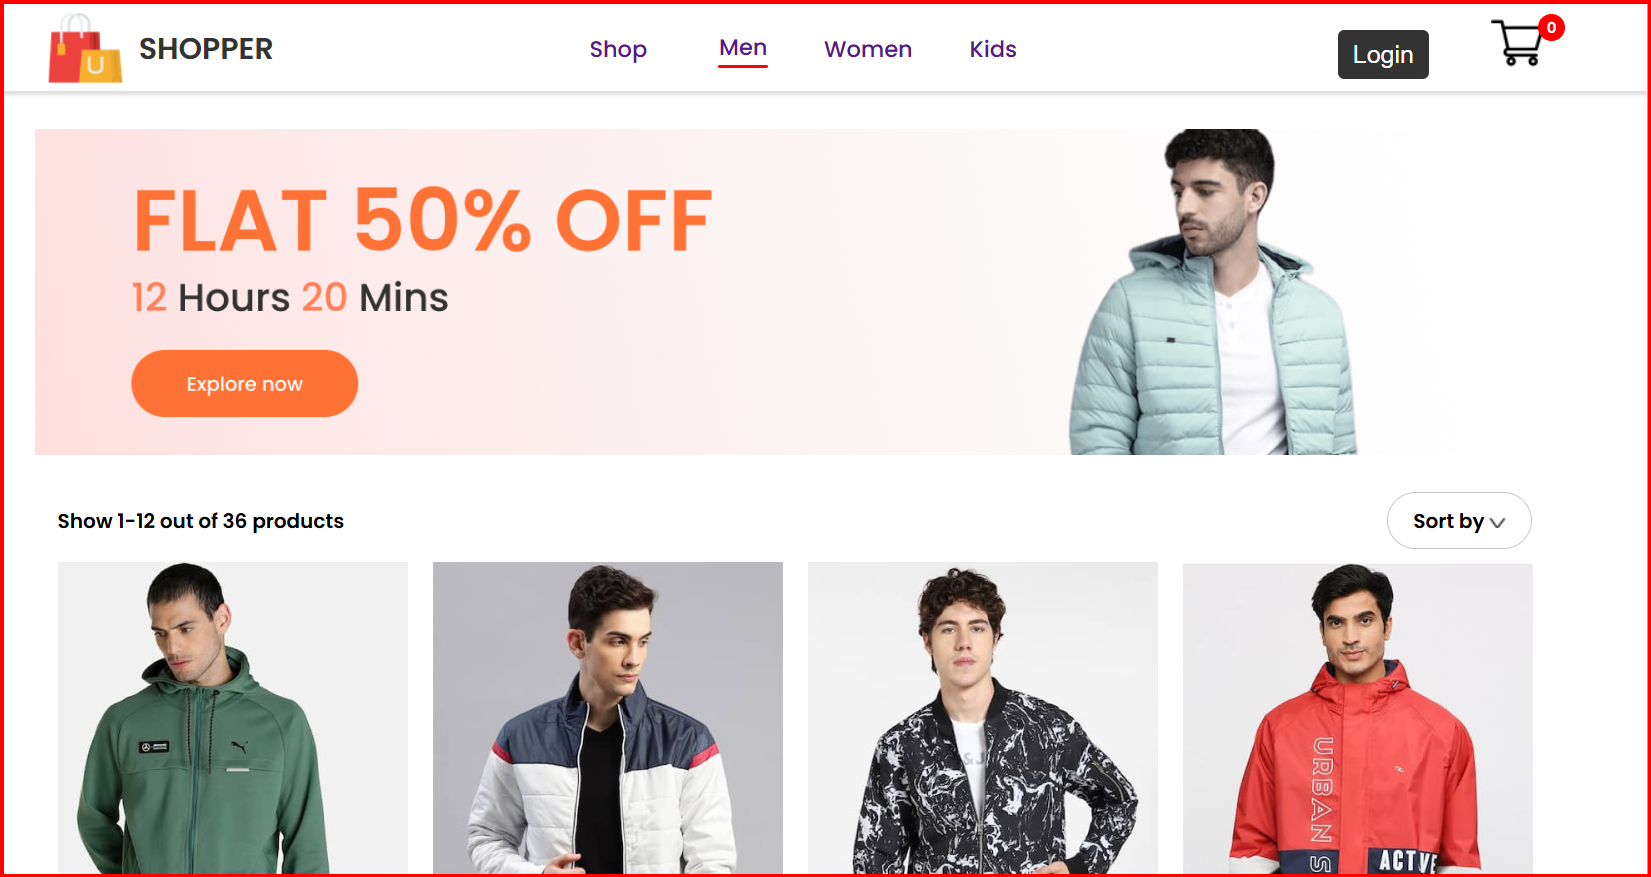 SHOPPER
Shop
Men
Women
Kids
Login
0
U
FLAT 50% OFF
12 Hours 20 Mins
Explore now
Show 1-12 out of 36 products
Sort by
URBAN S
ACTVE